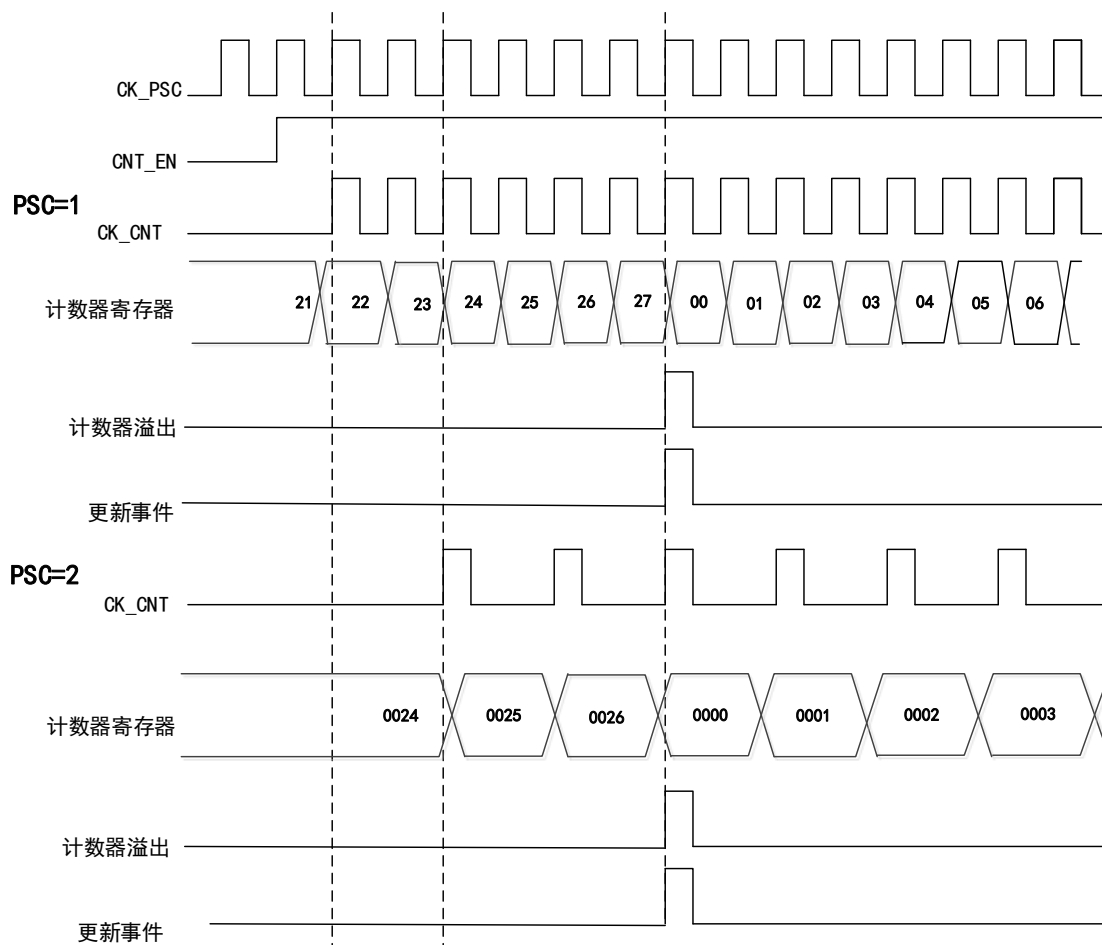 CK_PSC
CNT_EN
PSC=1
CK_CNT
计数器寄存器 21 22 23 24 25 26 27 00 01 02 03 04 05 06
计数器溢出
更新事件
PSC=2
CK_CNT
计数器寄存器 0024 0025 0026 0000 0001 0002 0003
计数器溢出
更新事件